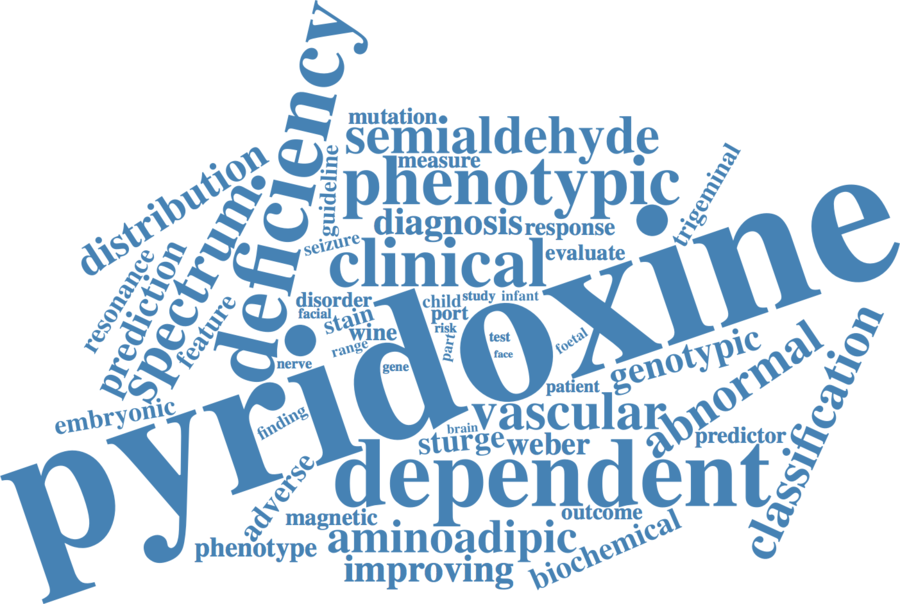 deficiency
mutation
semialdehyde
measure
phenotypic
guideline
distribution
trigeminal
diagnosis response
seizure
clinical evaluate
resonance
prediction
spectrum
feature
pyridoxine
disorder child study infant
facial stain port
wine risk
range part test foetal
nerve gene face
patient genotypic
classification
abnormal
embryonic
finding
vascular
brain
sturge weber predictor
dependent
adverse
magnetic outcome
aminoadipic
phenotype
biochemical
improving